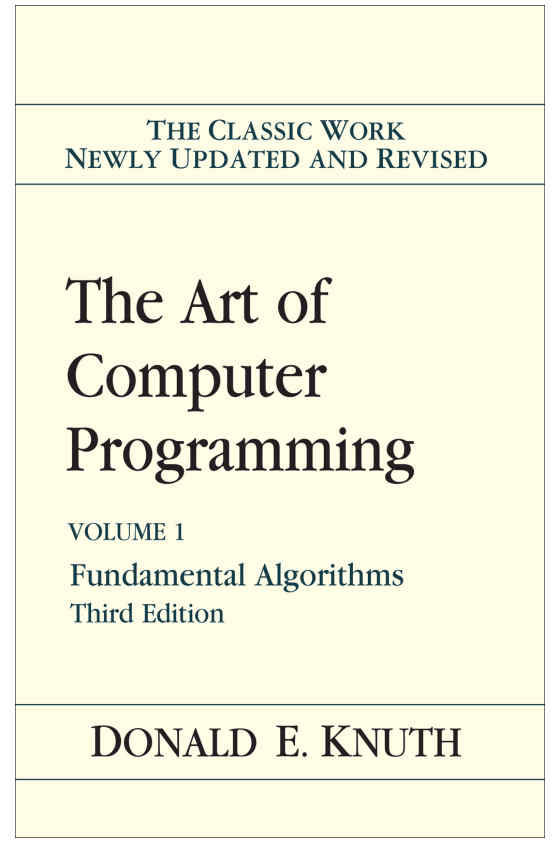 THE CLASSIC WORK
NEWLY UPDATED AND REVISED
The Art of
Computer
Programming
VOLUME 1
Fundamental Algorithms
Third Edition
DONALD E. KNUTH